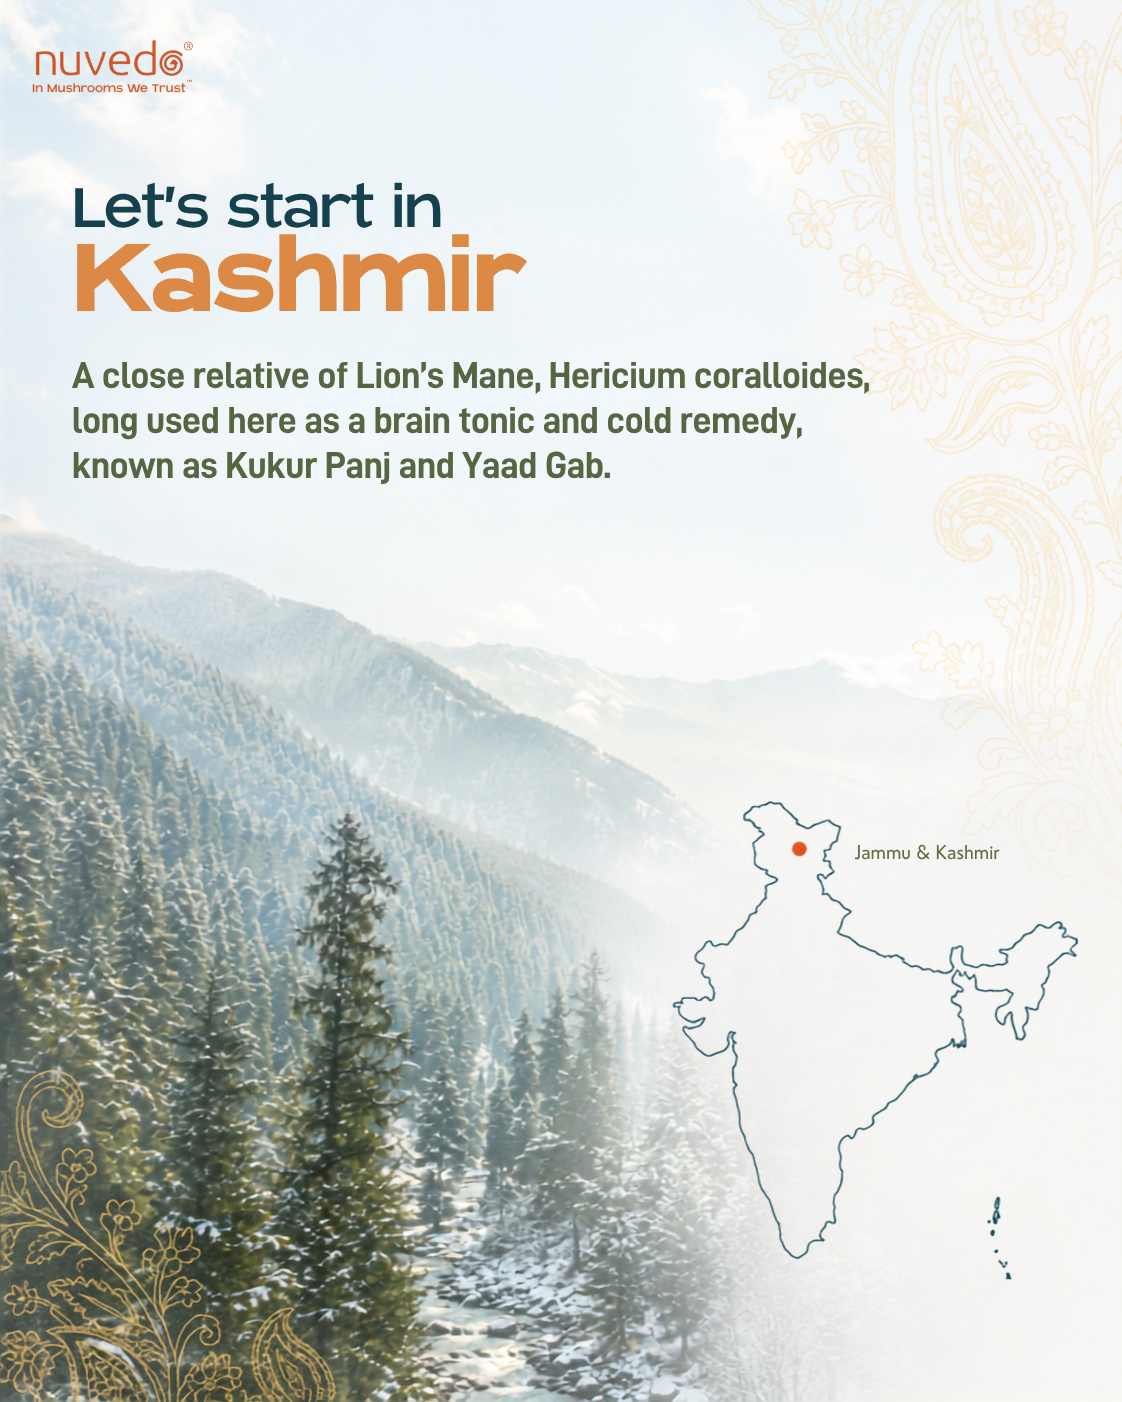 nuvedo®
In Mushrooms We Trust™
Let's start in
Kashmir
A close relative of Lion's Mane, Hericium coralloides,
long used here as a brain tonic and cold remedy,
known as Kukur Panj and Yaad Gab.
Jammu & Kashmir